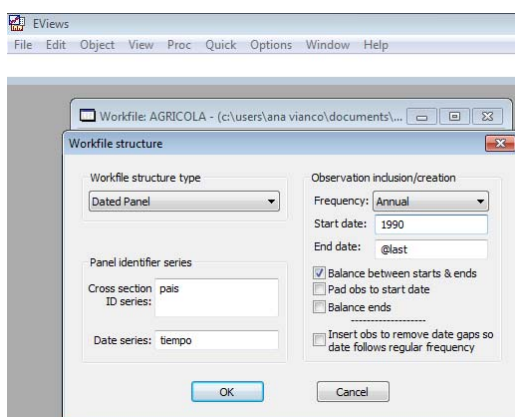 EViews
File Edit Object View Proc Quick Options Window Help
Workfile: AGRICOLA - (c:\users\ana vianco\documents\...
Workfile structure
Workfile structure type
Dated Panel
Panel identifier series
Cross section ID series: pais
Date series: tiempo
Observation inclusion/creation
Frequency: Annual
Start date: 1990
End date: @last
Balance between starts & ends
Pad obs to start date
Balance ends
--------------------
Insert obs to remove date gaps so
date follows regular frequency
OK
Cancel